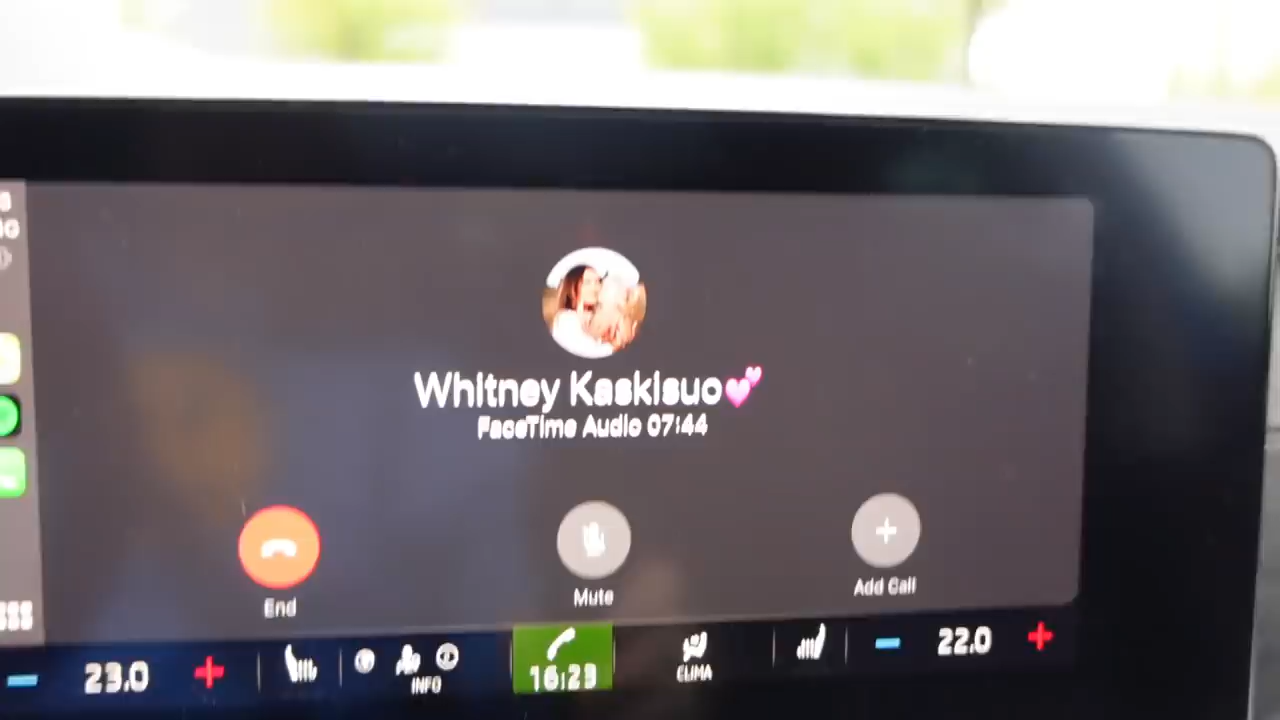 Whitney Kaskisuo💕
FaceTime Audio 07:44
End
Mute
Add Call
23.0
INFO
16:23
CLIMA
22.0